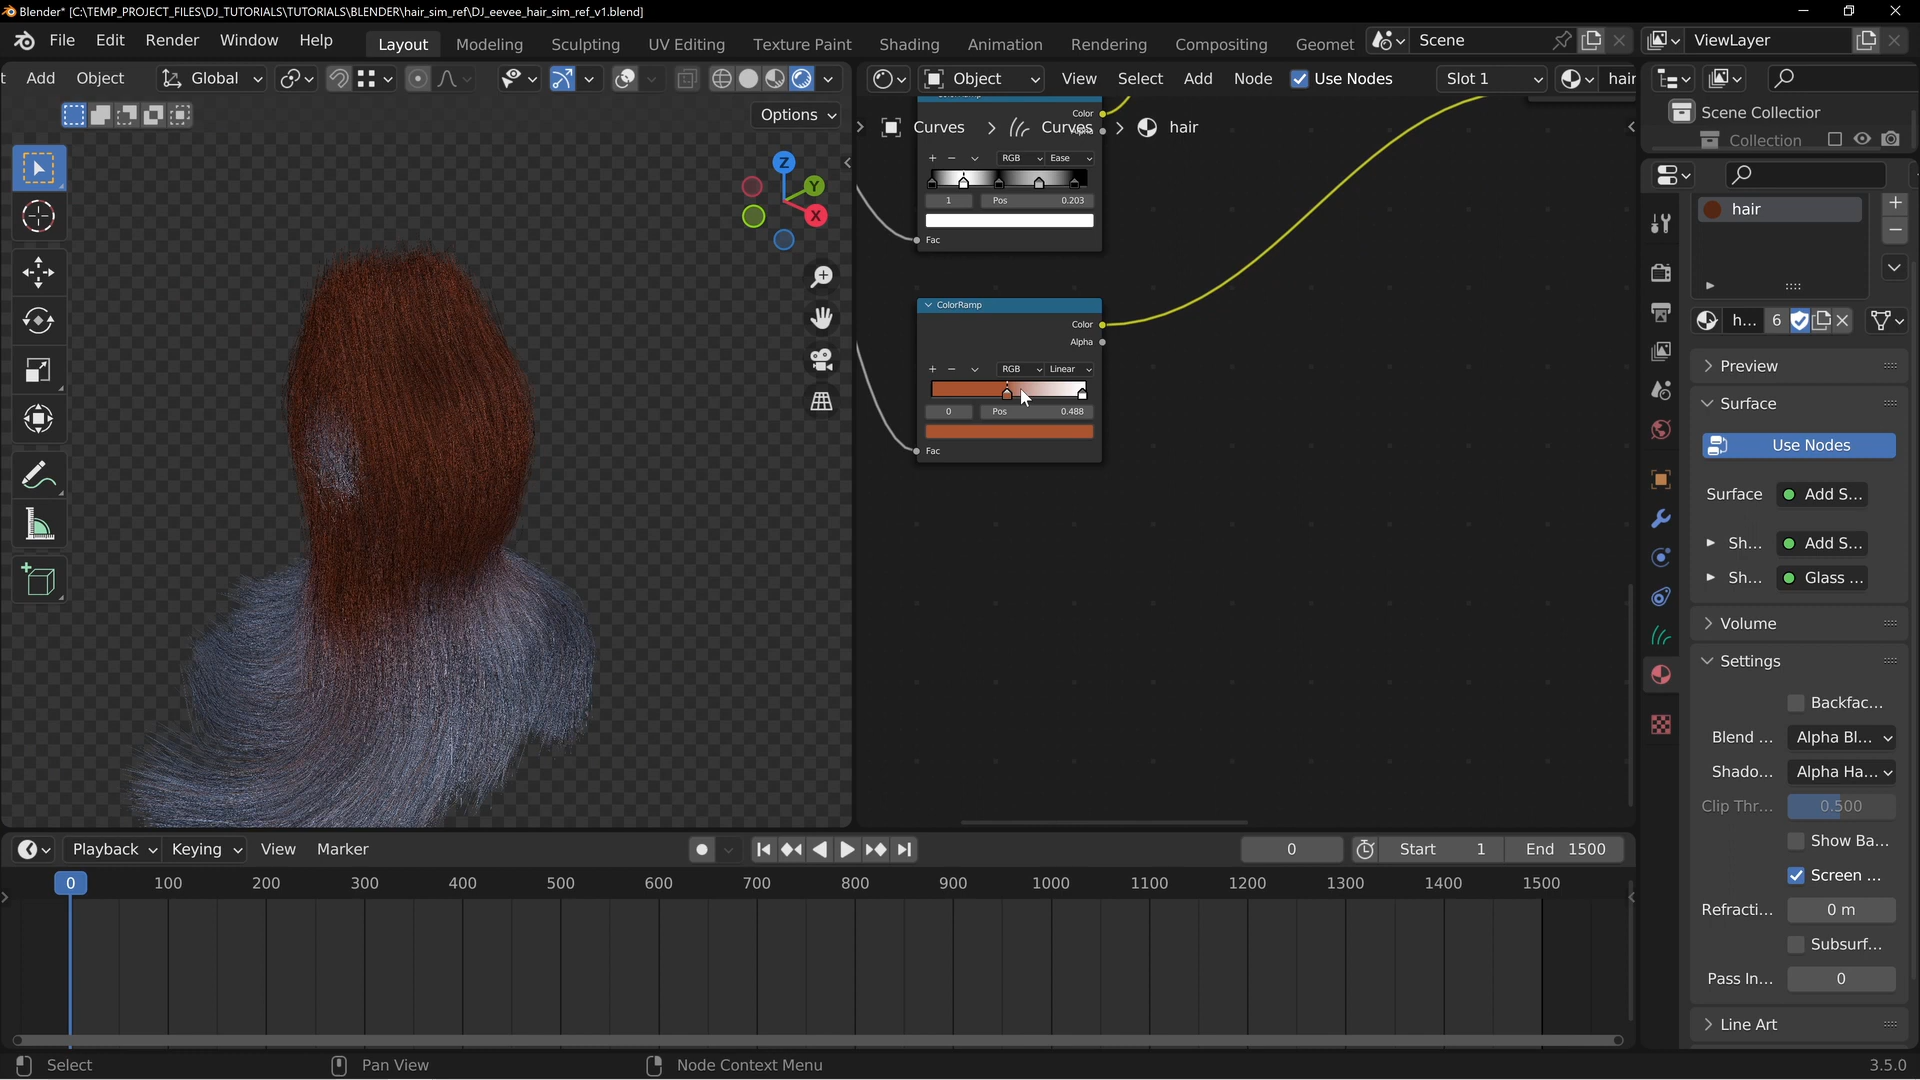 Blender* [C:\TEMP_PROJECT_FILES\DJ_TUTORIALS\TUTORIALS\BLENDER\hair_sim_ref\DJ_eevee_hair_sim_ref_v1.blend]
File Edit Render Window Help Layout Modeling Sculpting UV Editing Texture Paint Shading Animation Rendering Compositing Geomet Scene ViewLayer
t Add Object Global Object View Select Add Node Use Nodes Slot 1 hair
Options
Scene Collection
Collection
Curves Curves hair
Color
RGB Ease
1 Pos 0.203
Fac
Z
Y
X
ColorRamp
Color
Alpha
RGB Linear
0 Pos 0.488
Fac
hair
h... 6
Preview
Surface
Use Nodes
Surface Add S...
Sh... Add S...
Sh... Glass ...
Volume
Settings
Backfac...
Blend ... Alpha Bl...
Shado... Alpha Ha...
Clip Thr... 0.500
Show Ba...
Screen ...
Refracti... 0 m
Subsurf...
Pass In... 0
Line Art
Playback Keying View Marker 0 Start 1 End 1500
0 100 200 300 400 500 600 700 800 900 1000 1100 1200 1300 1400 1500
Select Pan View Node Context Menu 3.5.0